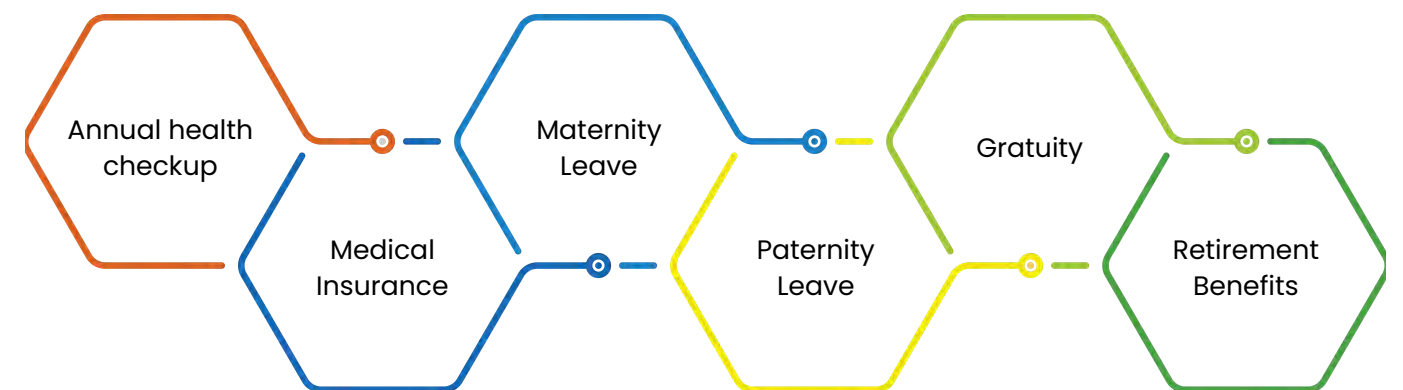 Annual health
checkup
Medical
Insurance
Maternity
Leave
Paternity
Leave
Gratuity
Retirement
Benefits